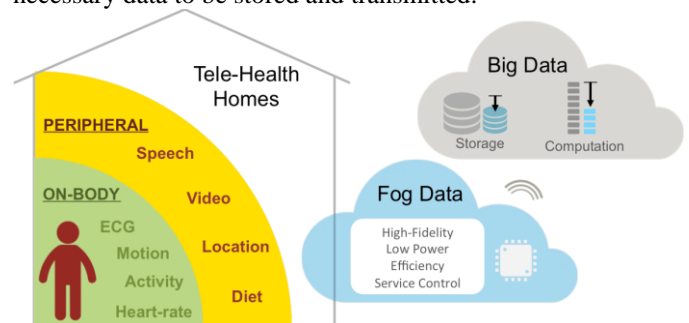 necessary data to be stored and transmitted.
Tele-Health
Homes
PERIPHERAL
Speech
Video
Location
Diet
ON-BODY
ECG
Motion
Activity
Heart-rate
Big Data
Storage
Computation
Fog Data
High-Fidelity
Low Power
Efficiency
Service Control